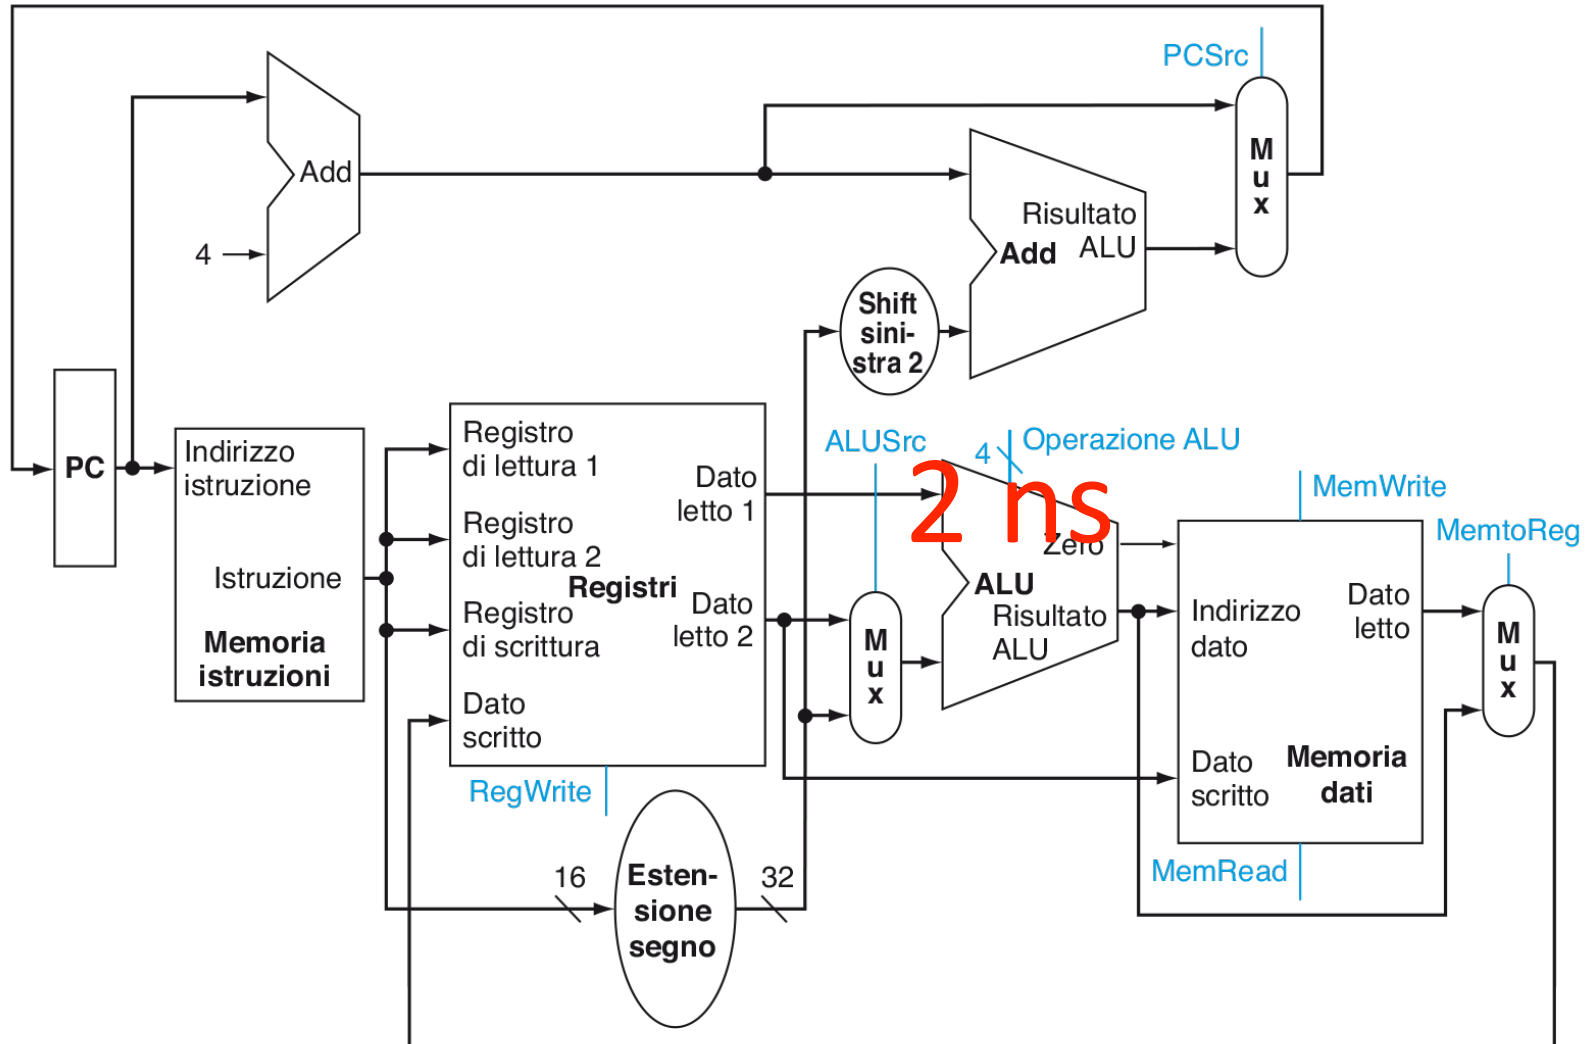 PCSrc
Add
4
M
u
x
Risultato
ALU
Add
Shift
sini-
stra 2
PC
Indirizzo
istruzione
Istruzione
Memoria
istruzioni
Registro
di lettura 1
Registro
di lettura 2
Registri
Registro
di scrittura
Dato
scritto
Dato
letto 1
Dato
letto 2
RegWrite
16
Esten-
sione
segno
32
ALUSrc
M
u
x
4
Operazione ALU
2 ns
Zero
ALU
Risultato
ALU
MemWrite
MemtoReg
Indirizzo
dato
Dato
letto
Dato
scritto
Memoria
dati
MemRead
M
u
x